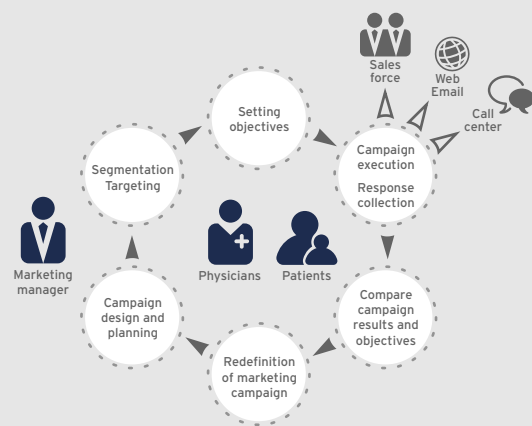 Sales
force
Web
Email
Call
center
Setting
objectives
Campaign
execution
Response
collection
Segmentation
Targeting
Marketing
manager
Physicians
Patients
Campaign
design and
planning
Compare
campaign
results and
objectives
Redefinition
of marketing
campaign